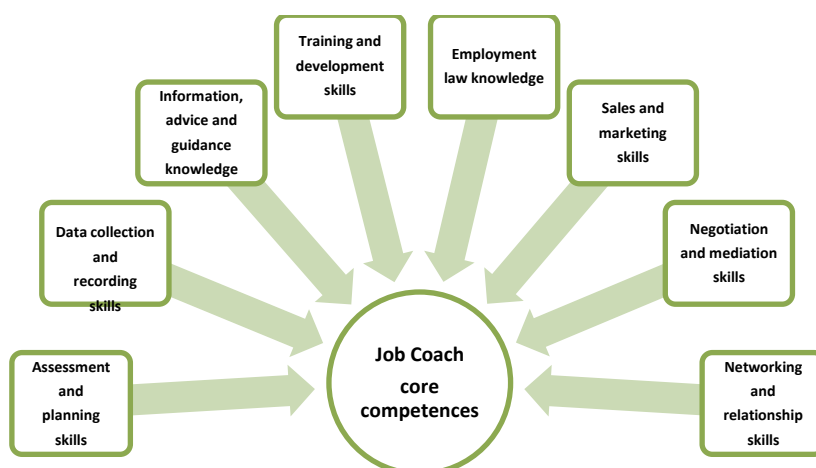 Training and
development
skills
Employment
law knowledge
Information,
advice and
guidance
knowledge
Sales and
marketing
skills
Data collection
and
recording
skills
Negotiation
and mediation
skills
Assessment
and
planning
skills
Job Coach
core
competences
Networking
and
relationship
skills